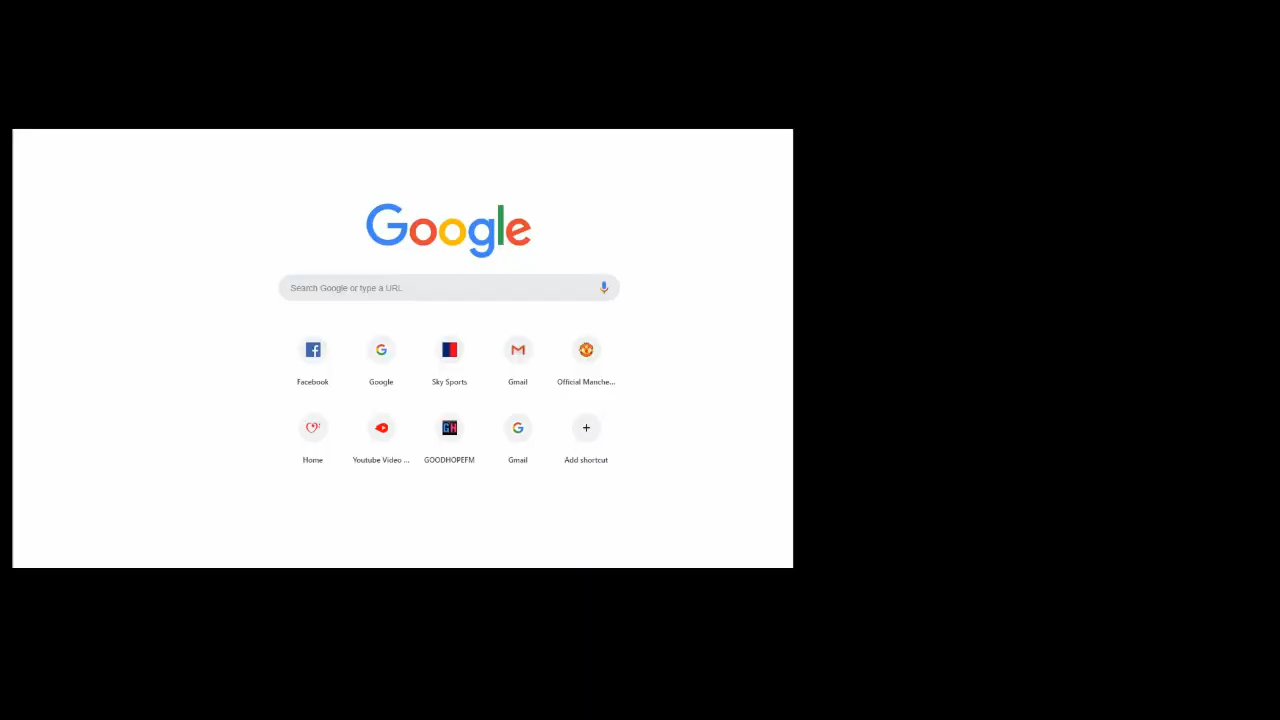 Google
Search Google or type a URL
Facebook
Google
Sky Sports
Gmail
Official Manche...
Home
Youtube Video ...
GOODHOPEFM
Gmail
Add shortcut